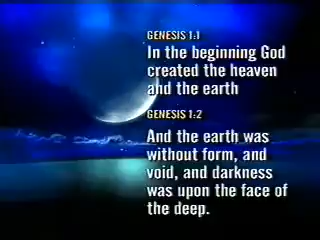 GENESIS 1:1
In the beginning God
created the heaven
and the earth
GENESIS 1:2
And the earth was
without form, and
void, and darkness
was upon the face of
the deep.